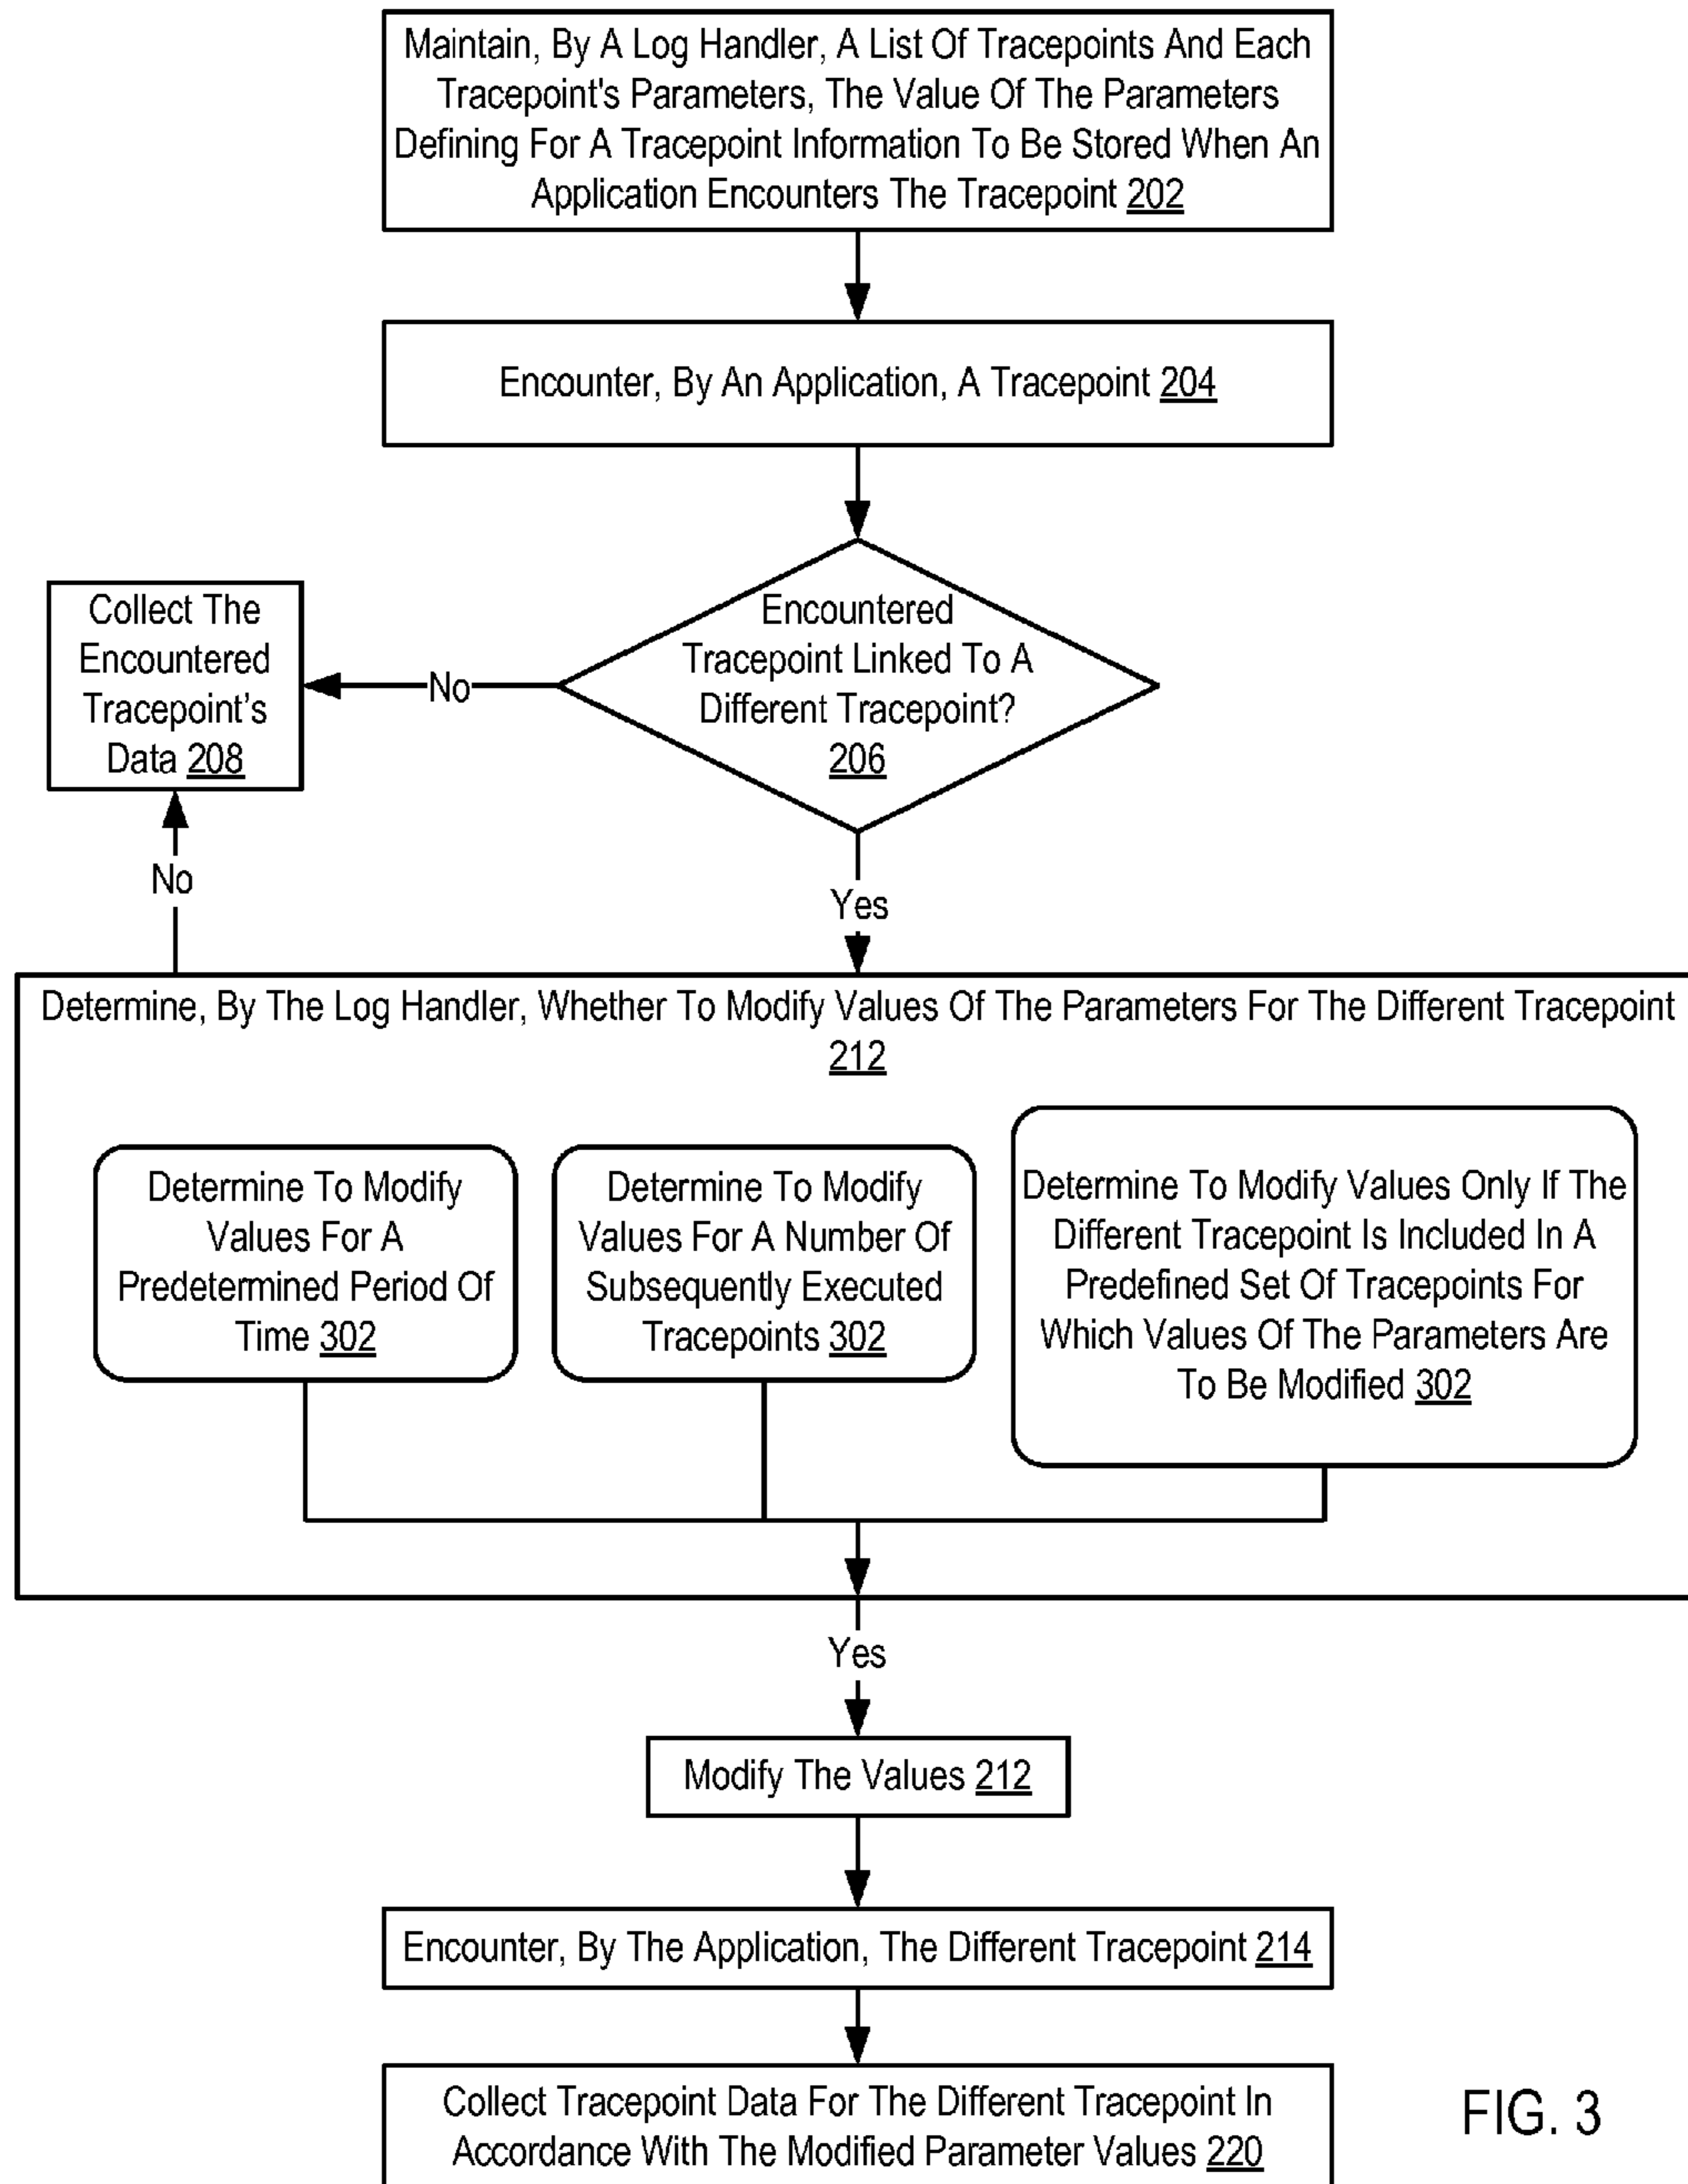 Maintain, By A Log Handler, A List Of Tracepoints And Each
Tracepoint's Parameters, The Value Of The Parameters
Defining For A Tracepoint Information To Be Stored When An
Application Encounters The Tracepoint 202
Encounter, By An Application, A Tracepoint 204
Encountered
Tracepoint Linked To A
Different Tracepoint?
206
No
Collect The
Encountered
Tracepoint’s
Data 208
No
Yes
Determine, By The Log Handler, Whether To Modify Values Of The Parameters For The Different Tracepoint
212
Determine To Modify
Values For A
Predetermined Period Of
Time 302
Determine To Modify
Values For A Number Of
Subsequently Executed
Tracepoints 302
Determine To Modify Values Only If The
Different Tracepoint Is Included In A
Predefined Set Of Tracepoints For
Which Values Of The Parameters Are
To Be Modified 302
Yes
Modify The Values 212
Encounter, By The Application, The Different Tracepoint 214
Collect Tracepoint Data For The Different Tracepoint In
Accordance With The Modified Parameter Values 220
FIG. 3